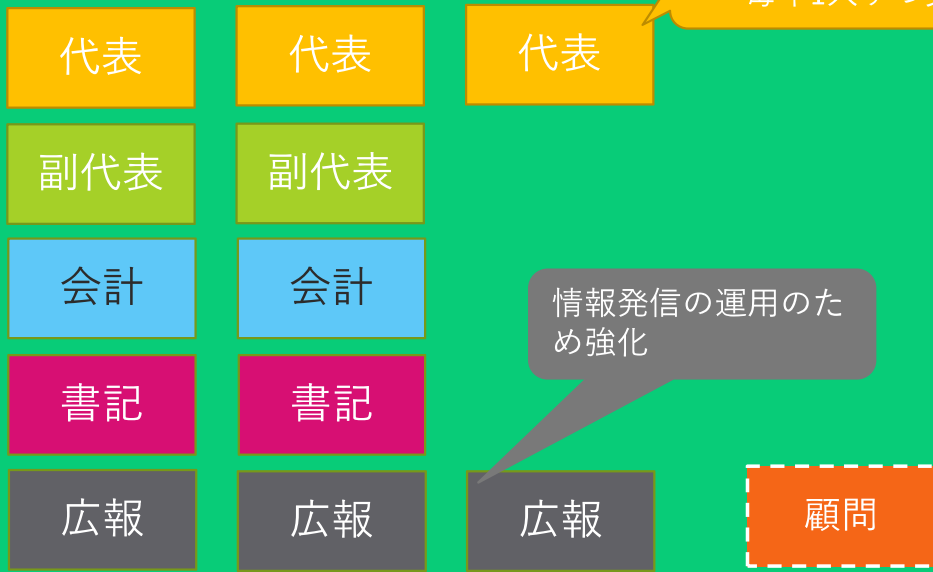 代表
代表
代表
副代表
副代表
会計
会計
情報発信の運用のた
め強化
書記
書記
広報
広報
広報
顧問